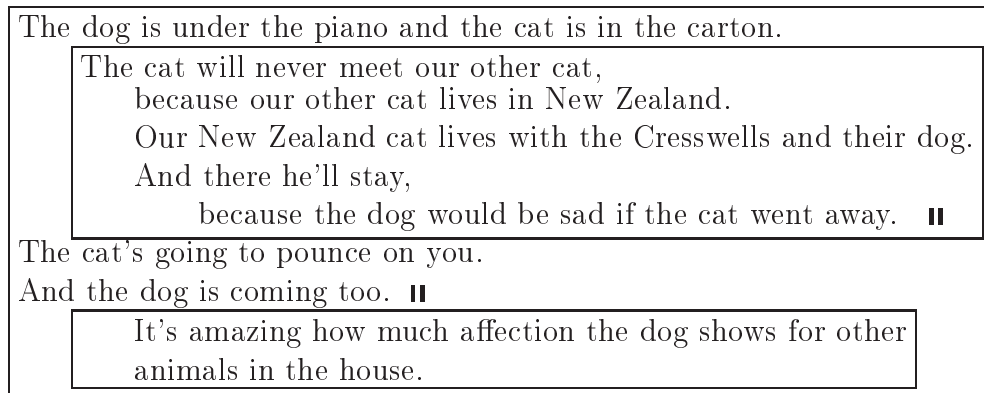 The dog is under the piano and the cat is in the carton.
The cat will never meet our other cat,
because our other cat lives in New Zealand.
Our New Zealand cat lives with the Cresswells and their dog.
And there he'll stay,
because the dog would be sad if the cat went away.
The cat's going to pounce on you.
And the dog is coming too.
It's amazing how much affection the dog shows for other
animals in the house.